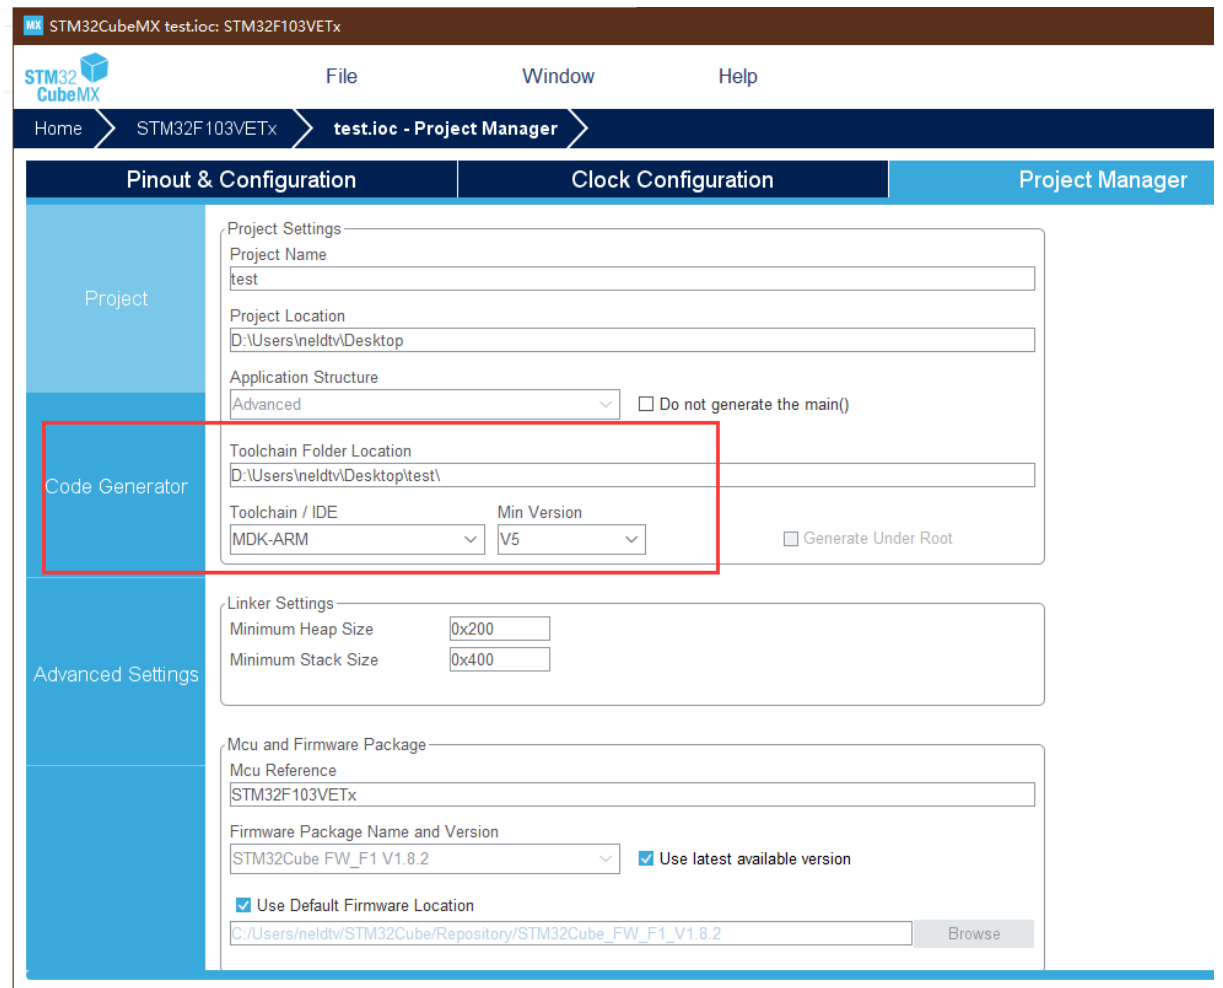 MX STM32CubeMX test.ioc: STM32F103VETx
STM32
CubeMX
File Window Help
Home STM32F103VETx test.ioc - Project Manager
Pinout & Configuration Clock Configuration Project Manager
Project
Code Generator
Advanced Settings
Project Settings
Project Name
test
Project Location
D:\Users\neldtv\Desktop
Application Structure
Advanced Do not generate the main()
Toolchain Folder Location
D:\Users\neldtv\Desktop\test\
Toolchain / IDE Min Version
MDK-ARM V5 Generate Under Root
Linker Settings
Minimum Heap Size 0x200
Minimum Stack Size 0x400
Mcu and Firmware Package
Mcu Reference
STM32F103VETx
Firmware Package Name and Version
STM32Cube FW_F1 V1.8.2 Use latest available version
Use Default Firmware Location
C:/Users/neldtv/STM32Cube/Repository/STM32Cube_FW_F1_V1.8.2 Browse